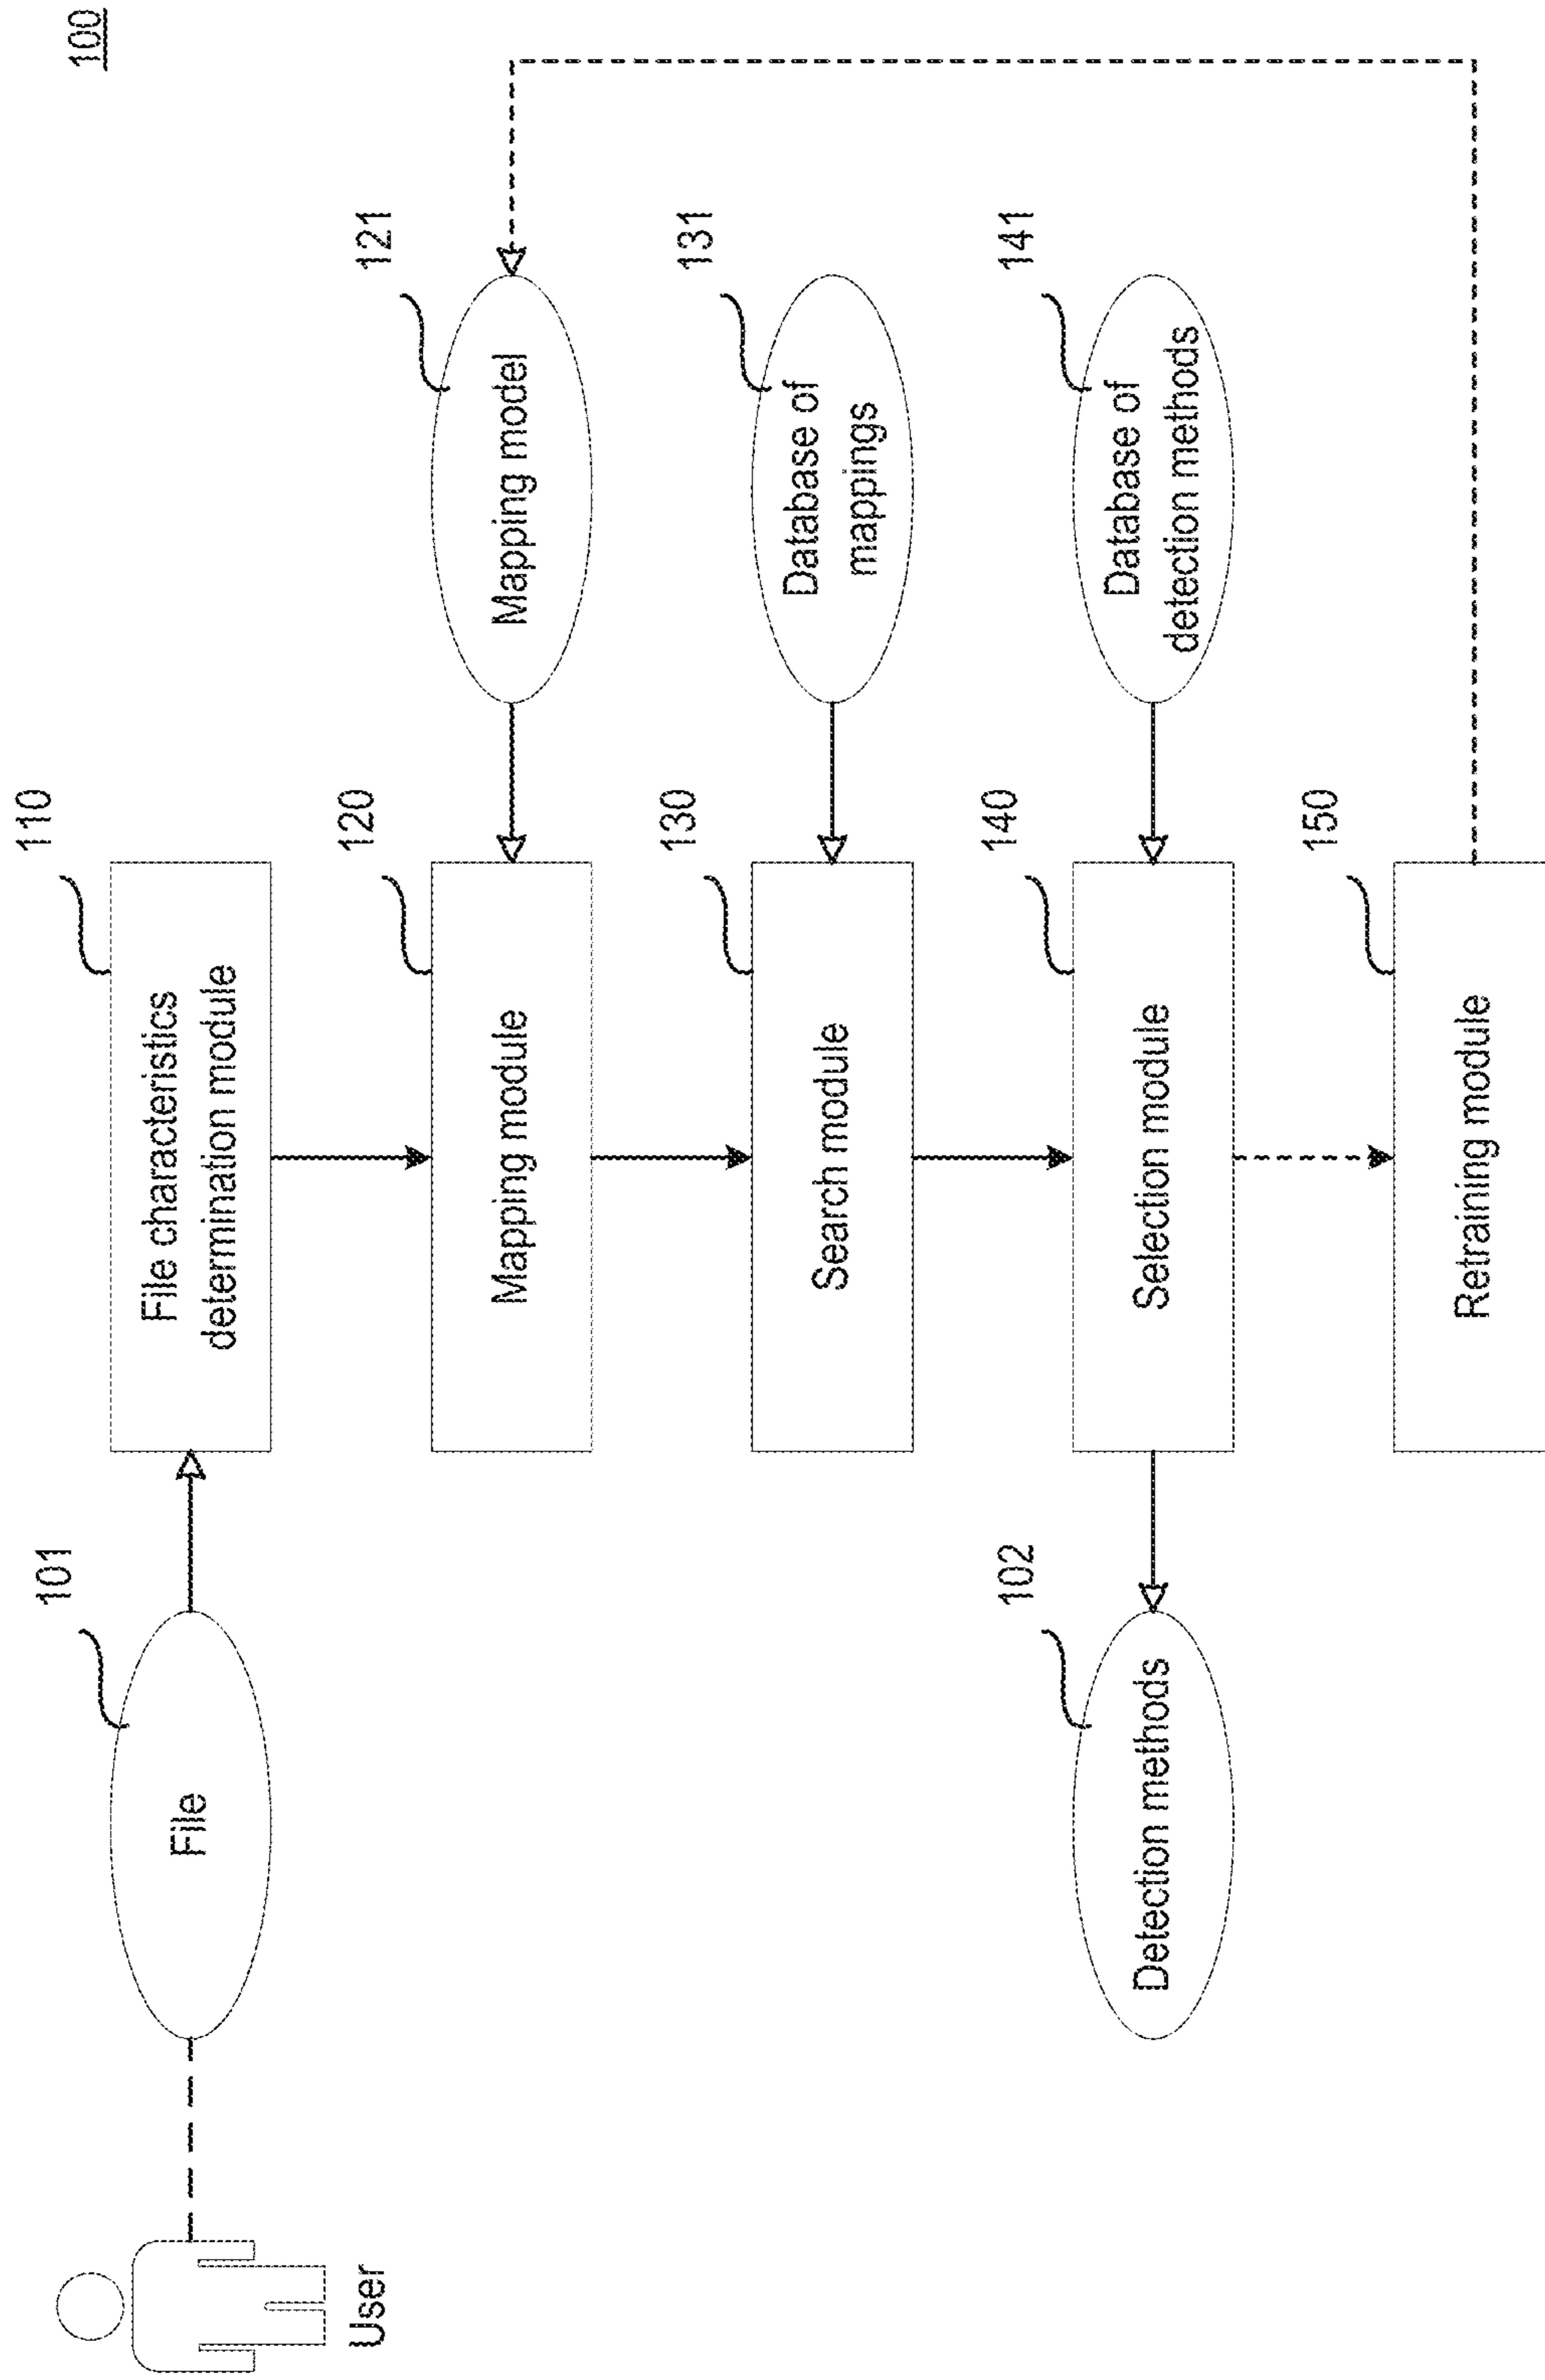 100
101
110
File
File characteristics
determination module
User
120
121
Mapping module
Mapping model
130
131
Search module
Database of
mappings
102
140
141
Detection methods
Selection module
Database of
detection methods
150
Retraining module